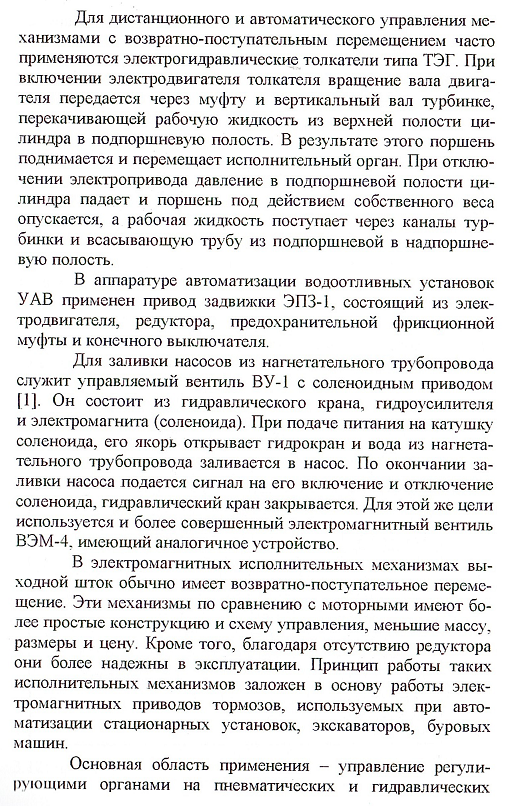 Для дистанционного и автоматического управления ме-
ханизмами с возвратно-поступательным перемещением часто
применяются электрогидравлические толкатели типа ТЭГ. При
включении электродвигателя толкателя вращение вала двига-
теля передается через муфту и вертикальный вал турбинке,
перекачивающей рабочую жидкость из верхней полости ци-
линдра в подпоршневую полость. В результате этого поршень
поднимается и перемещает исполнительный орган. При отклю-
чении электропривода давление в подпоршневой полости ци-
линдра падает и поршень под действием собственного веса
опускается, а рабочая жидкость поступает через каналы тур-
бинки и всасывающую трубу из подпоршневой в надпоршне-
вую полость.
В аппаратуре автоматизации водоотливных установок
УАВ применен привод задвижки ЭПЗ-1, состоящий из элек-
тродвигателя, редуктора, предохранительной фрикционной
муфты и конечного выключателя.
Для заливки насосов из нагнетательного трубопровода
служит управляемый вентиль ВУ-1 с соленоидным приводом
[1]. Он состоит из гидравлического крана, гидроусилителя
и электромагнита (соленоида). При подаче питания на катушку
соленоида, его якорь открывает гидрокран и вода из нагнета-
тельного трубопровода заливается в насос. По окончании за-
ливки насоса подается сигнал на его включение и отключение
соленоида, гидравлический кран закрывается. Для этой же цели
используется и более совершенный электромагнитный вентиль
ВЭМ-4, имеющий аналогичное устройство.
В электромагнитных исполнительных механизмах вы-
ходной шток обычно имеет возвратно-поступательное переме-
щение. Эти механизмы по сравнению с моторными имеют бо-
лее простые конструкцию и схему управления, меньшие массу,
размеры и цену. Кроме того, благодаря отсутствию редуктора
они более надежны в эксплуатации. Принцип работы таких
исполнительных механизмов заложен в основу работы элек-
тромагнитных приводов тормозов, используемых при авто-
матизации стационарных установок, экскаваторов, буровых
машин.
Основная область применения – управление регули-
рующими органами на пневматических и гидравлических